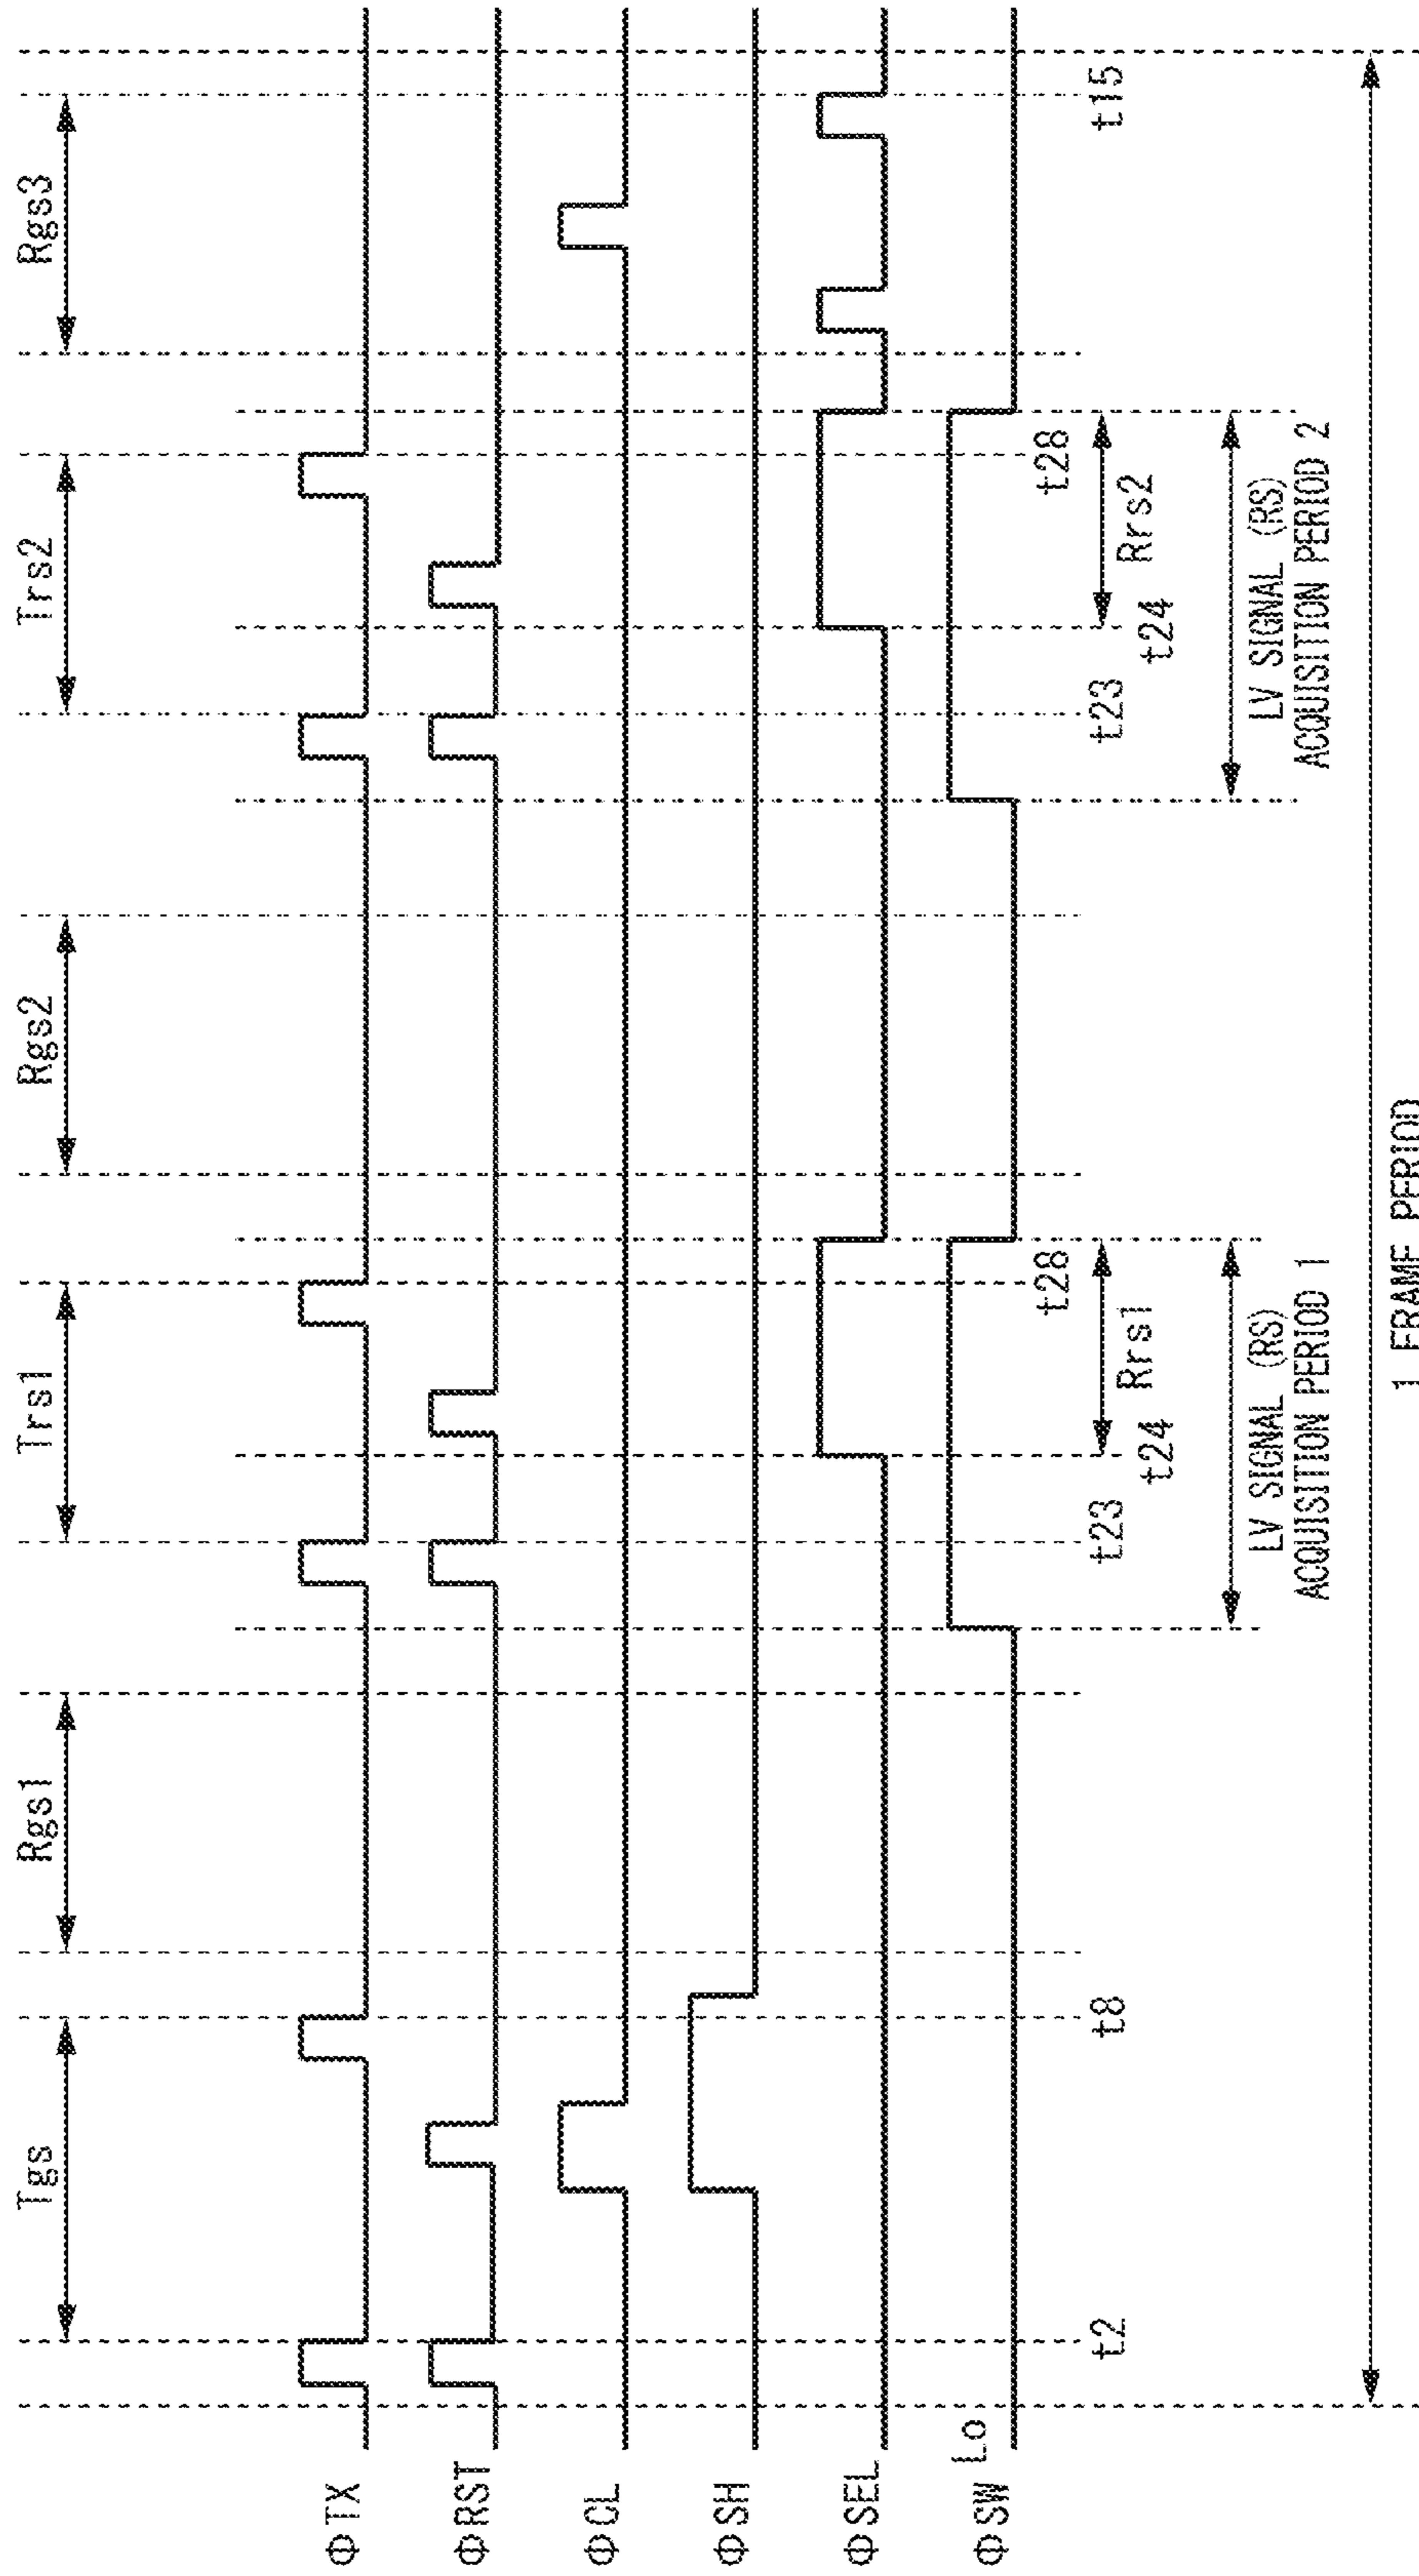 Tgs
Rgs1
Trs1
Rgs2
Trs2
Rgs3
ΦTX
ΦRST
ΦCL
ΦSH
ΦSEL
ΦSW
Lo
t2
t8
t23
t24
t28
t23
t24
t28
t15
Rrs1
Rrs2
LV SIGNAL (RS)
ACQUISITION PERIOD 1
LV SIGNAL (RS)
ACQUISITION PERIOD 2
1 FRAME PERIOD